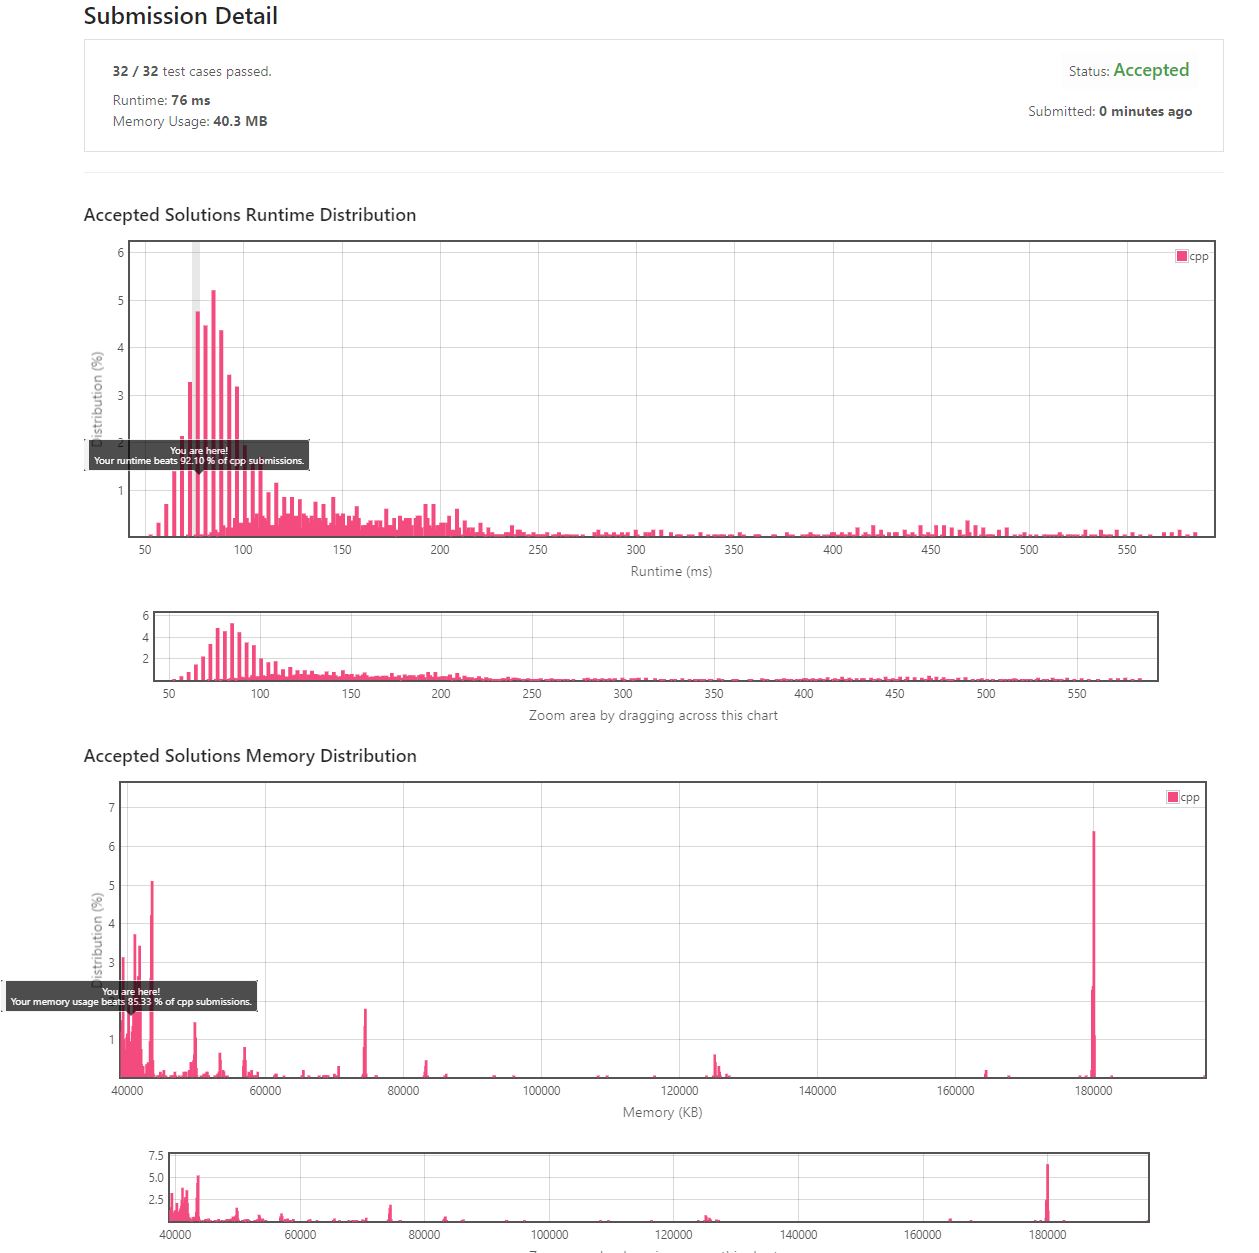 Submission Detail
32 / 32 test cases passed.
Status: Accepted
Runtime: 76 ms
Memory Usage: 40.3 MB
Submitted: 0 minutes ago
Accepted Solutions Runtime Distribution
cpp
Distribution (%)
6
5
4
3
2
1
You are here!
Your runtime beats 92.10 % of cpp submissions.
50 100 150 200 250 300 350 400 450 500 550
Runtime (ms)
6
4
2
50 100 150 200 250 300 350 400 450 500 550
Zoom area by dragging across this chart
Accepted Solutions Memory Distribution
cpp
Distribution (%)
7
6
5
4
3
1
You are here!
Your memory usage beats 85.33 % of cpp submissions.
40000 60000 80000 100000 120000 140000 160000 180000
Memory (KB)
7.5
5.0
2.5
40000 60000 80000 100000 120000 140000 160000 180000